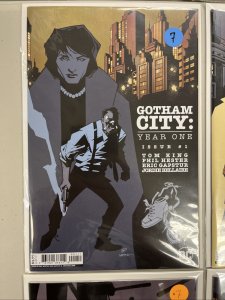 7
GOTHAM
CITY:
YEAR ONE
ISSUE #1
TOM KING
PHIL HESTER
ERIC GAPSTUR
JORDIE BELLAIRE